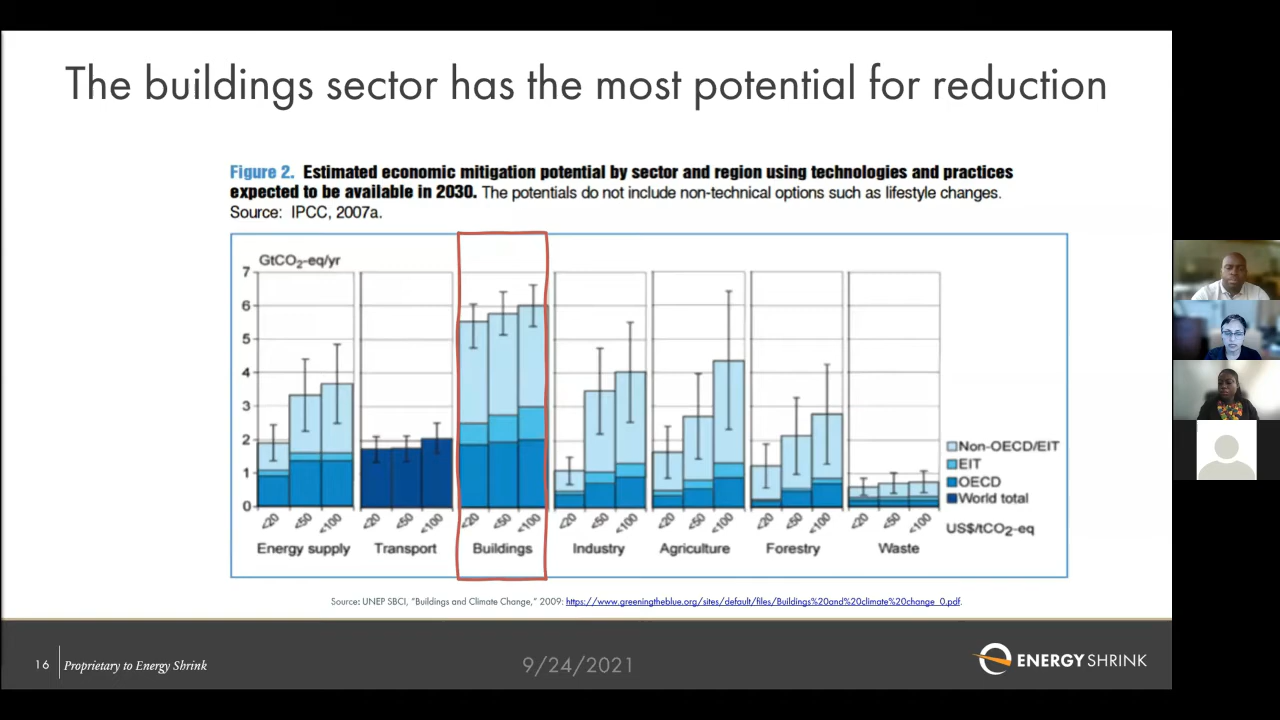 The buildings sector has the most potential for reduction
Figure 2. Estimated economic mitigation potential by sector and region using technologies and practices
expected to be available in 2030. The potentials do not include non-technical options such as lifestyle changes.
Source: IPCC, 2007a.
GtCO2-eq/yr
7
6
5
4
3
2
1
0
<20 <50 <100 <20 <50 <100 <20 <50 <100 <20 <50 <100 <20 <50 <100 <20 <50 <100 <20 <50 <100
Energy supply Transport Buildings Industry Agriculture Forestry Waste
Non-OECD/EIT
EIT
OECD
World total
US$/tCO2-eq
Source: UNEP SBCI, "Buildings and Climate Change," 2009: https://www.greeningtheblue.org/sites/default/files/Buildings%20and%20climate%20change_0.pdf.
16 Proprietary to Energy Shrink
9/24/2021
ENERGY SHRINK